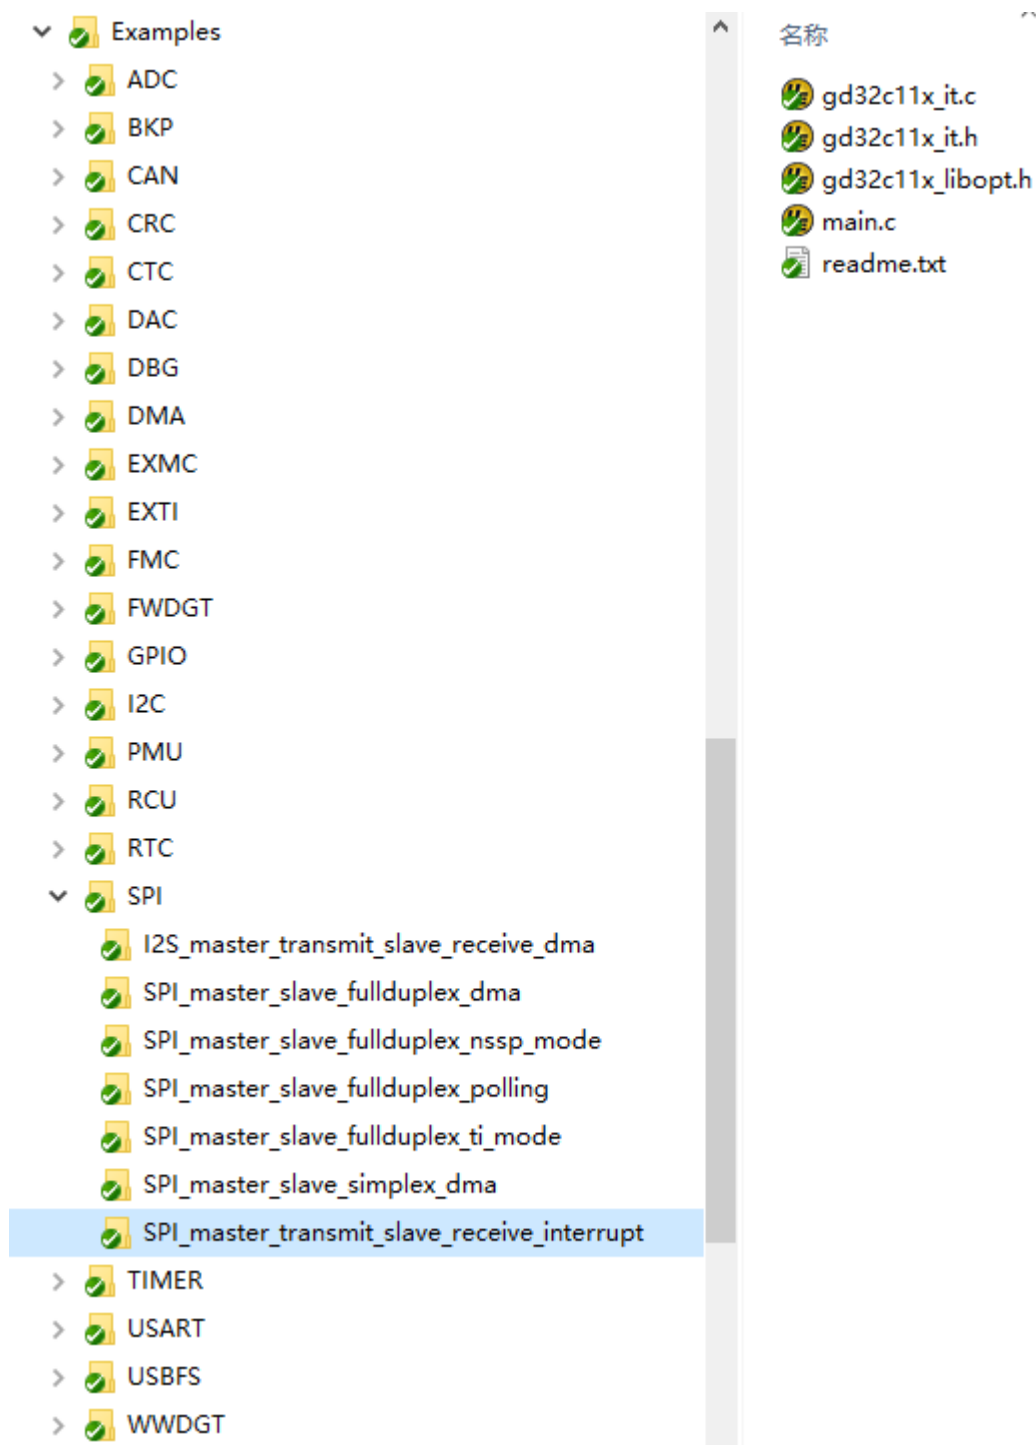 Examples
ADC
BKP
CAN
CRC
CTC
DAC
DBG
DMA
EXMC
EXTI
FMC
FWDGT
GPIO
I2C
PMU
RCU
RTC
SPI
I2S_master_transmit_slave_receive_dma
SPI_master_slave_fullduplex_dma
SPI_master_slave_fullduplex_nssp_mode
SPI_master_slave_fullduplex_polling
SPI_master_slave_fullduplex_ti_mode
SPI_master_slave_simplex_dma
SPI_master_transmit_slave_receive_interrupt
TIMER
USART
USBFS
WWDGT
名称
gd32c11x_it.c
gd32c11x_it.h
gd32c11x_libopt.h
main.c
readme.txt